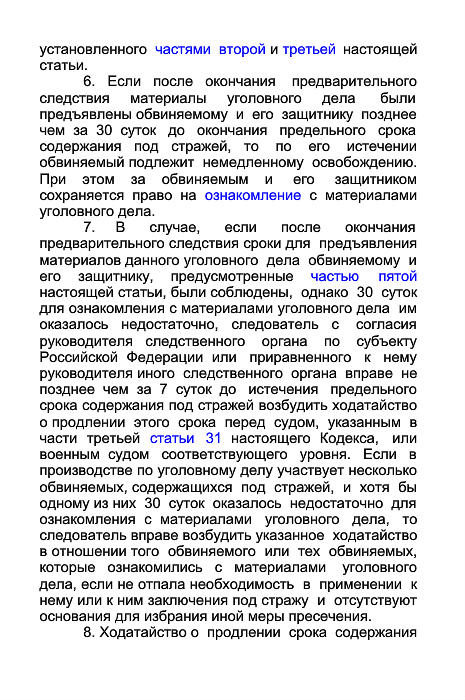 установленного частями второй и третьей настоящей
статьи.
6. Если после окончания предварительного
следствия материалы уголовного дела были
предъявлены обвиняемому и его защитнику позднее
чем за 30 суток до окончания предельного срока
содержания под стражей, то по его истечении
обвиняемый подлежит немедленному освобождению.
При этом за обвиняемым и его защитником
сохраняется право на ознакомление с материалами
уголовного дела.
7. В случае, если после окончания
предварительного следствия сроки для предъявления
материалов данного уголовного дела обвиняемому и
его защитнику, предусмотренные частью пятой
настоящей статьи, были соблюдены, однако 30 суток
для ознакомления с материалами уголовного дела им
оказалось недостаточно, следователь с согласия
руководителя следственного органа по субъекту
Российской Федерации или приравненного к нему
руководителя иного следственного органа вправе не
позднее чем за 7 суток до истечения предельного
срока содержания под стражей возбудить ходатайство
о продлении этого срока перед судом, указанным в
части третьей статьи 31 настоящего Кодекса, или
военным судом соответствующего уровня. Если в
производстве по уголовному делу участвует несколько
обвиняемых, содержащихся под стражей, и хотя бы
одному из них 30 суток оказалось недостаточно для
ознакомления с материалами уголовного дела, то
следователь вправе возбудить указанное ходатайство
в отношении того обвиняемого или тех обвиняемых,
которые ознакомились с материалами уголовного
дела, если не отпала необходимость в применении к
нему или к ним заключения под стражу и отсутствуют
основания для избрания иной меры пресечения.
8. Ходатайство о продлении срока содержания